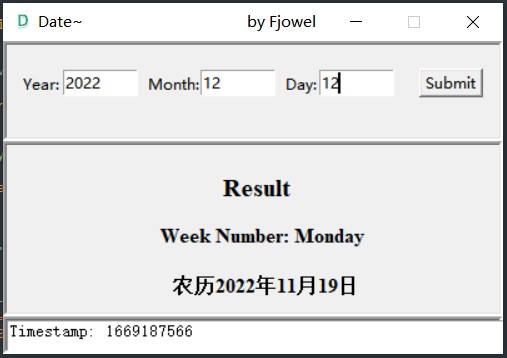 D Date~ by Fjowel
Year: 2022 Month: 12 Day: 12 Submit
Result
Week Number: Monday
农历2022年11月19日
Timestamp: 1669187566